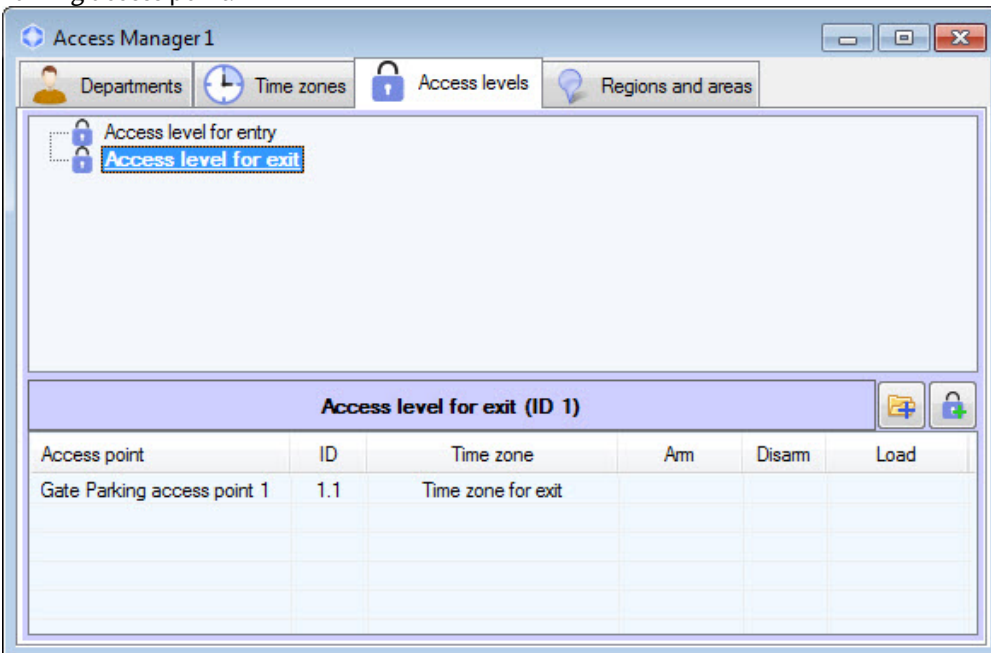 Access Manager 1
Departments Time zones Access levels Regions and areas
Access level for entry
Access level for exit
Access level for exit (ID 1)
Access point ID Time zone Arm Disarm Load
Gate Parking access point 1 1.1 Time zone for exit